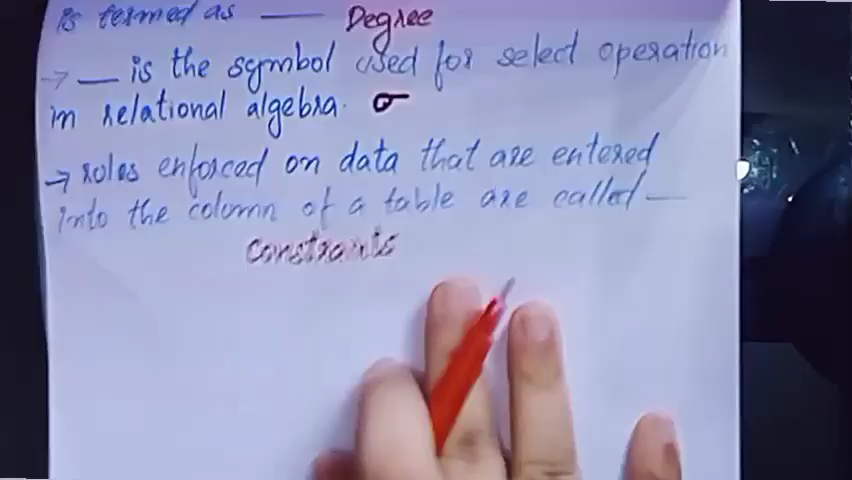 is termed as — Degree
→ — is the symbol used for select operation
in relational algebra. σ
→ roles enforced on data that are entered
into the column of a table are called —
constraints